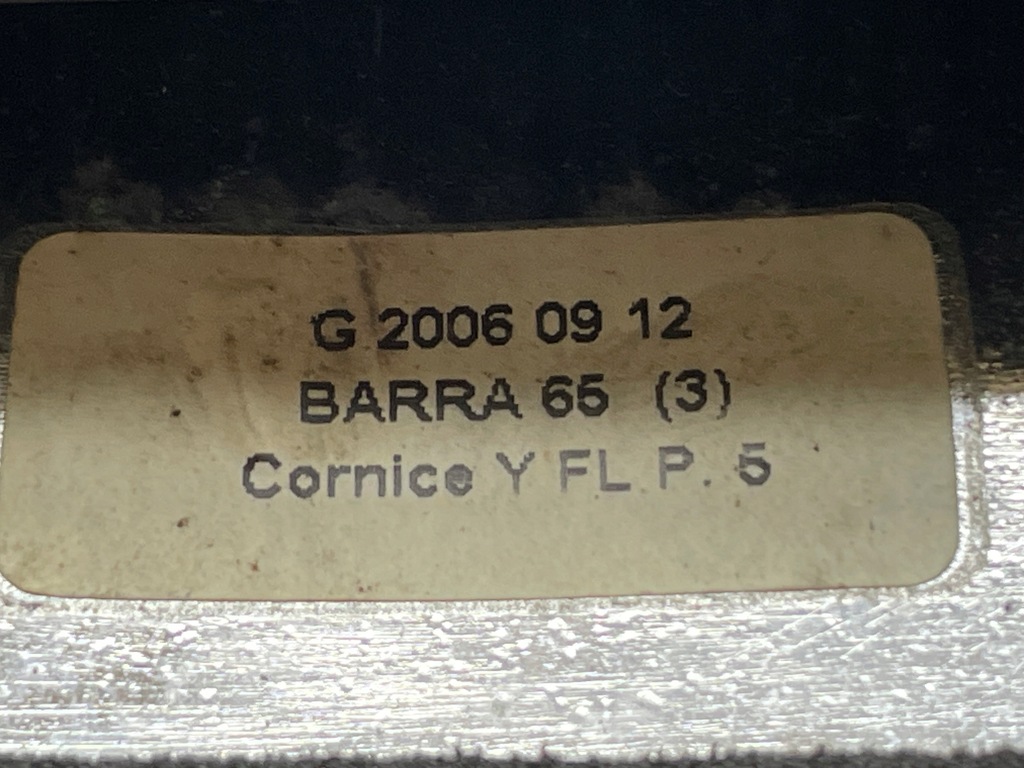 G 2006 09 12
BARRA 65 (3)
Cornice Y FL P. 5